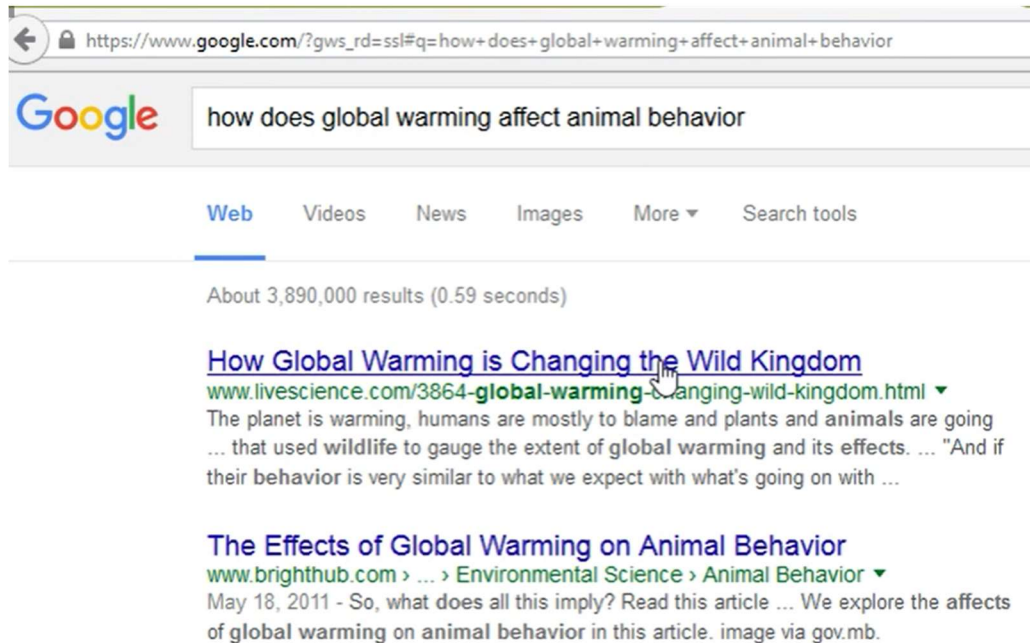 https://www.google.com/?gws_rd=ssl#q=how+does+global+warming+affect+animal+behavior
Google how does global warming affect animal behavior
Web Videos News Images More Search tools
About 3,890,000 results (0.59 seconds)
How Global Warming is Changing the Wild Kingdom
www.livescience.com/3864-global-warming-changing-wild-kingdom.html
The planet is warming, humans are mostly to blame and plants and animals are going
... that used wildlife to gauge the extent of global warming and its effects. ... "And if
their behavior is very similar to what we expect with what's going on with ...
The Effects of Global Warming on Animal Behavior
www.brighthub.com › ... › Environmental Science › Animal Behavior
May 18, 2011 - So, what does all this imply? Read this article ... We explore the affects
of global warming on animal behavior in this article. image via gov.mb.